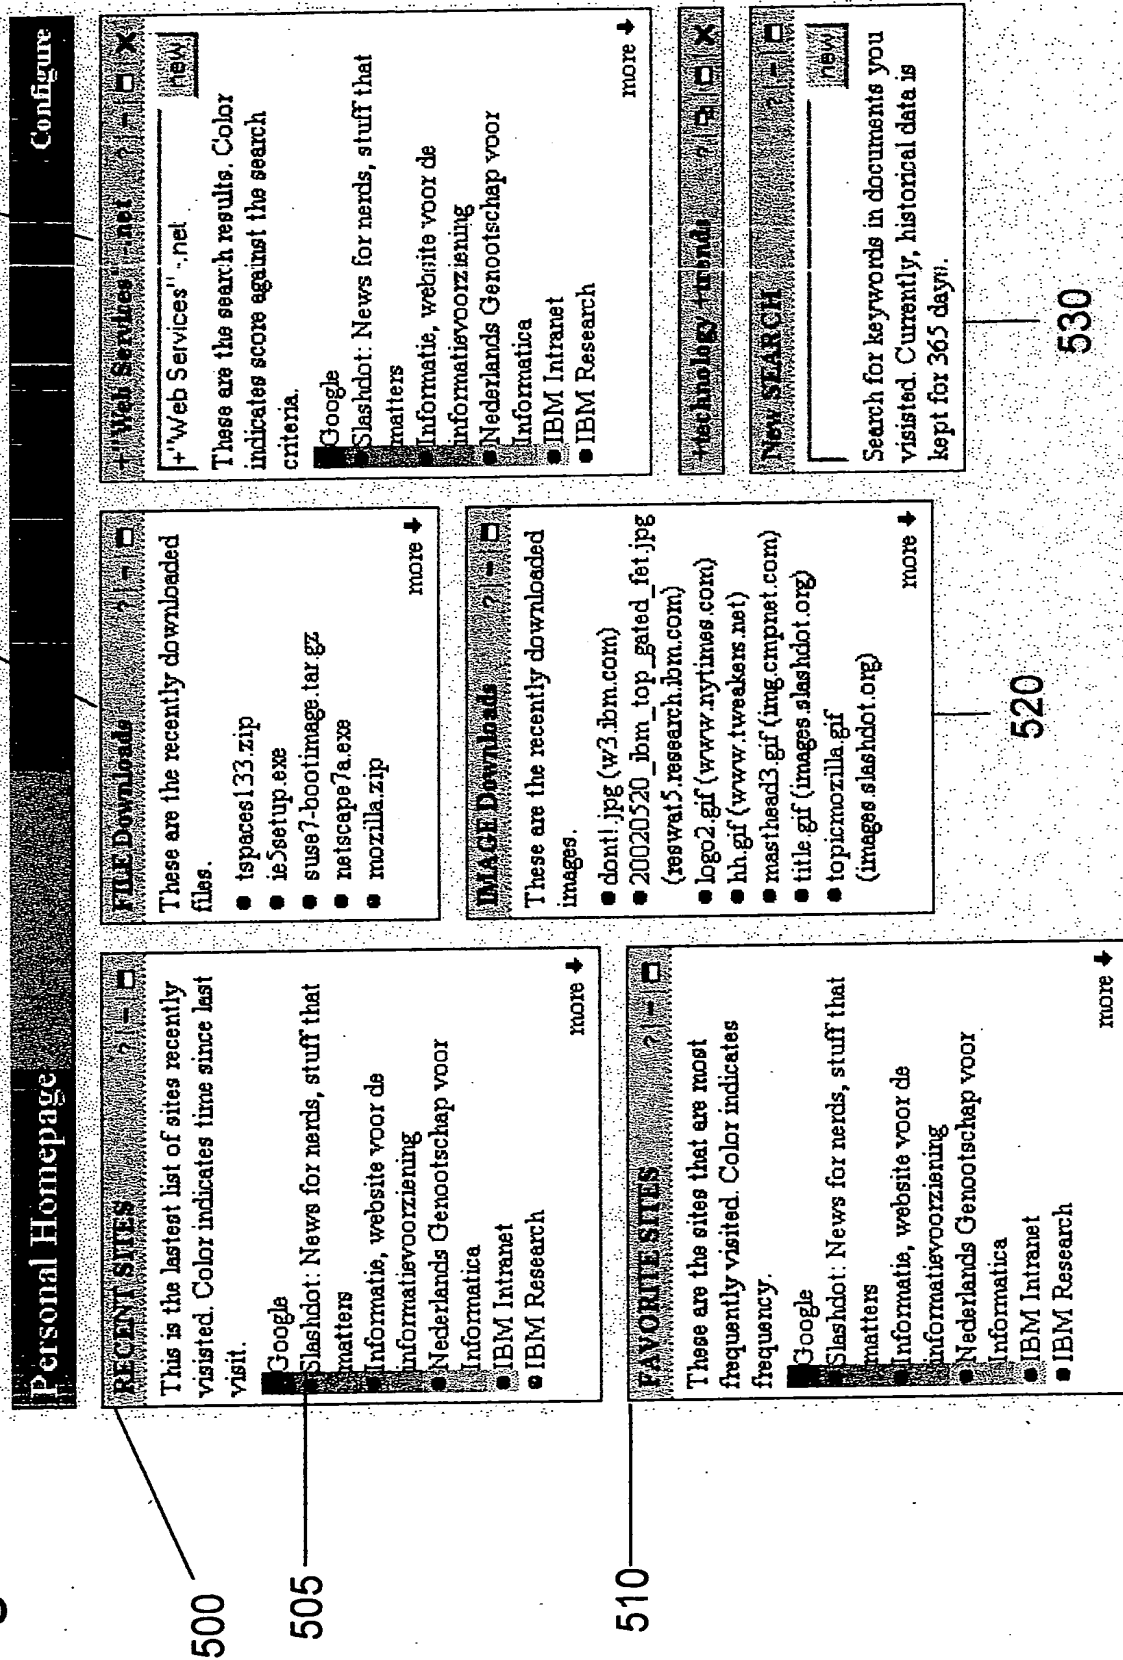 Personal Homepage
Configure
RECENT SITES ? - □
This is the lastest list of sites recently
visisted. Color indicates time since last
visit.
Google
Slashdot: News for nerds, stuff that
matters
Informatie, website voor de
informatievoorziening
Nederlands Genootschap voor
Informatica
IBM Intranet
IBM Research
more ↓
FAVORITE SITES ? - □
These are the sites that are most
frequently visited. Color indicates
frequency.
Google
Slashdot: News for nerds, stuff that
matters
Informatie, website voor de
informatievoorziening
Nederlands Genootschap voor
Informatica
IBM Intranet
IBM Research
more ↓
FILE Downloads ? - □
These are the recently downloaded
files.
tspaces133.zip
ie5setup.exe
suse7-bootimage.tar.gz
netscape7a.exe
mozilla.zip
more ↓
IMAGE Downloads ? - □
These are the recently downloaded
images.
dont!.jpg (w3.ibm.com)
20020520_ibm_top_gated_fet.jpg
(reswat5.research.ibm.com)
logo2.gif (www.nytimes.com)
hh.gif (www.tweakers.net)
masthead3.gif (img.cmpnet.com)
title.gif (images.slashdot.org)
topicmozilla.gif
(images.slashdot.org)
more ↓
+"Web Services" -.net ? - □ X
+"Web Services" -.net
new
These are the search results. Color
indicates score against the search
criteria.
Google
Slashdot: News for nerds, stuff that
matters
Informatie, website voor de
informatievoorziening
Nederlands Genootschap voor
Informatica
IBM Intranet
IBM Research
more ↓
+technology +trends ? □ X
New SEARCH ? - □
new
Search for keywords in documents you
visisted. Currently, historical data is
kept for 365 days.
500
505
510
520
530